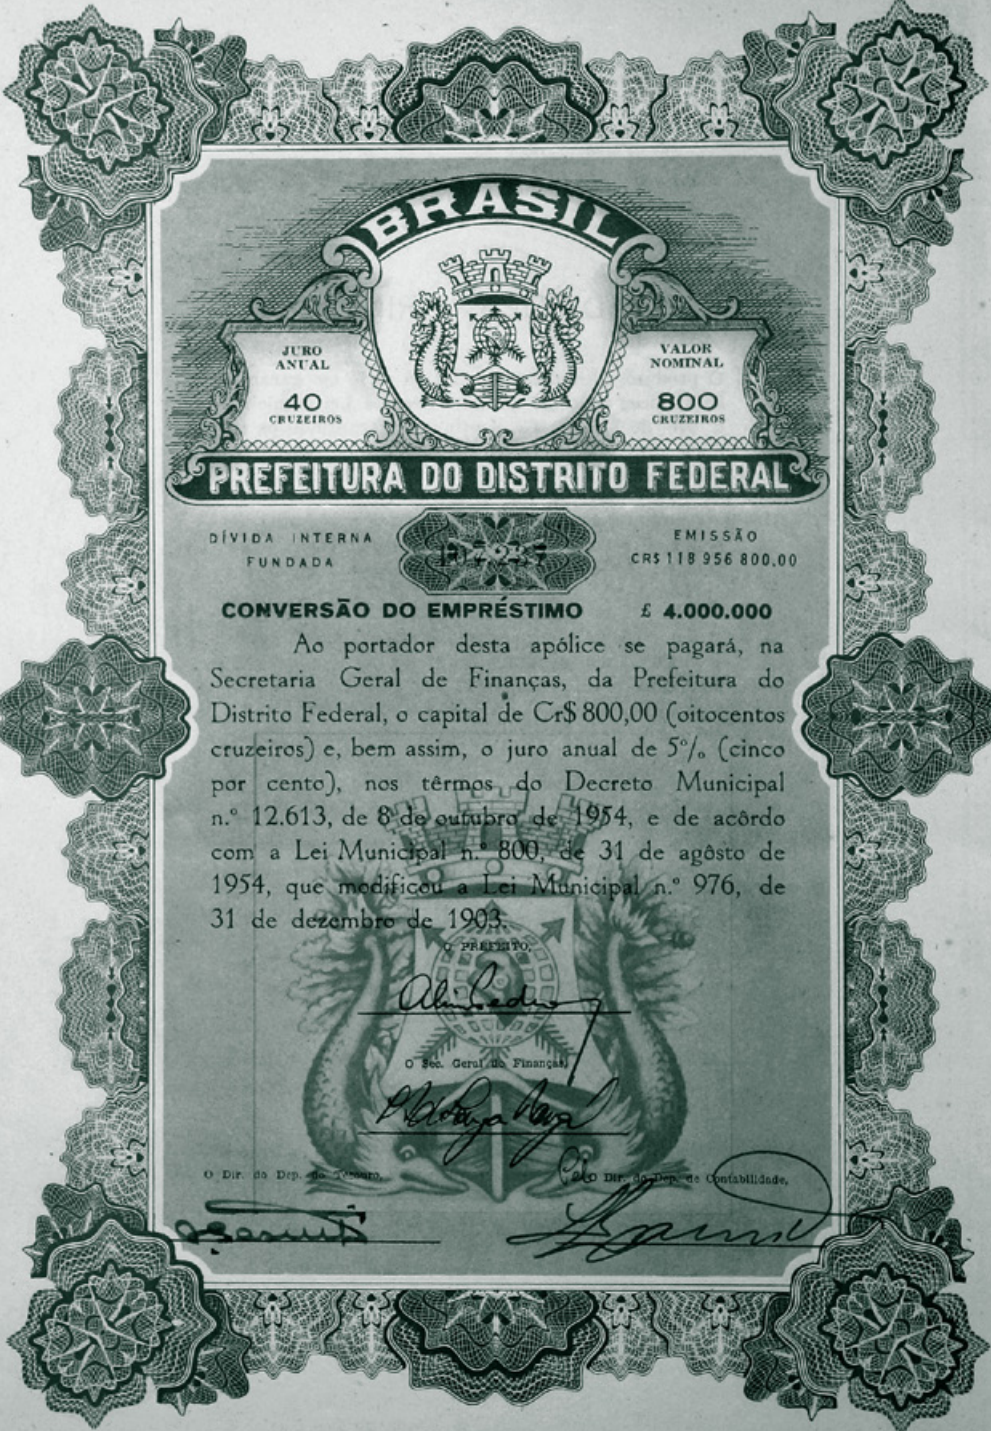 BRASIL
JURO
ANUAL
40
CRUZEIROS
VALOR
NOMINAL
800
CRUZEIROS
PREFEITURA DO DISTRITO FEDERAL
DÍVIDA INTERNA
FUNDADA
EMISSÃO
CR$ 118 956 800,00
CONVERSÃO DO EMPRÉSTIMO £ 4.000.000
Ao portador desta apólice se pagará, na
Secretaria Geral de Finanças, da Prefeitura do
Distrito Federal, o capital de Cr$ 800,00 (oitocentos
cruzeiros) e, bem assim, o juro anual de 5% (cinco
por cento), nos têrmos do Decreto Municipal
n.º 12.613, de 8 de outubro de 1954, e de acôrdo
com a Lei Municipal n.º 800, de 31 de agôsto de
1954, que modificou a Lei Municipal n.º 976, de
31 de dezembro de 1903.
O PREFEITO,
O Sec. Geral de Finanças,
O Dir. do Dep. do Tesouro,
O Dir. do Dep. de Contabilidade,